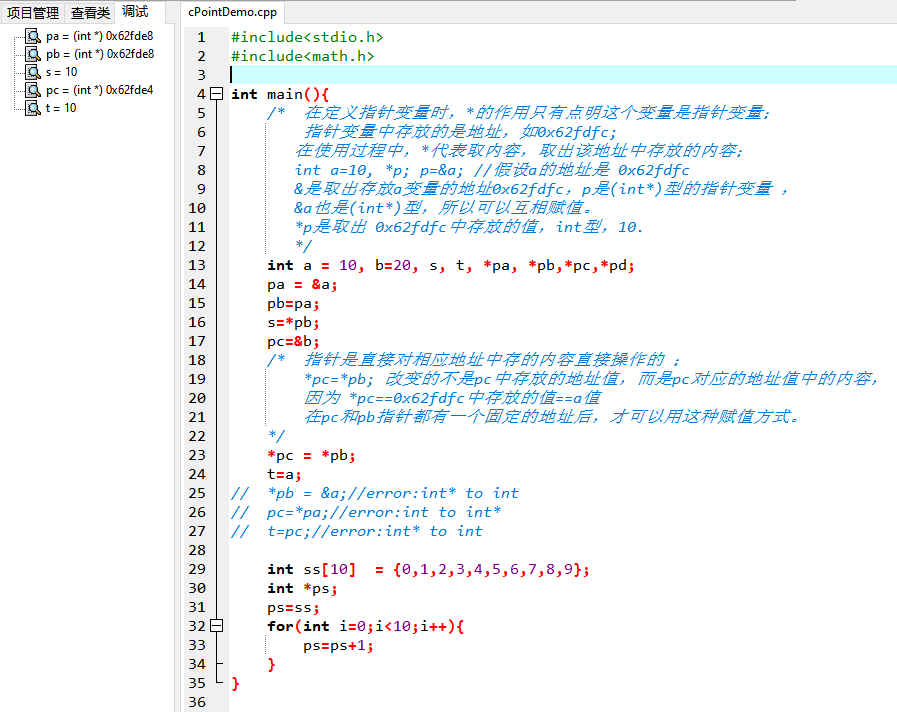 项目管理 查看类 调试
pa = (int *) 0x62fde8
pb = (int *) 0x62fde8
s = 10
pc = (int *) 0x62fde4
t = 10
cPointDemo.cpp
1 #include<stdio.h>
2 #include<math.h>
3
4 int main(){
5 /* 在定义指针变量时，*的作用只有点明这个变量是指针变量；
6 指针变量中存放的是地址，如0x62fdfc;
7 在使用过程中，*代表取内容，取出该地址中存放的内容；
8 int a=10, *p; p=&a; //假设a的地址是 0x62fdfc
9 &是取出存放a变量的地址0x62fdfc，p是(int*)型的指针变量 ，
10 &a也是(int*)型，所以可以互相赋值。
11 *p是取出 0x62fdfc中存放的值，int型，10.
12 */
13 int a = 10, b=20, s, t, *pa, *pb,*pc,*pd;
14 pa = &a;
15 pb=pa;
16 s=*pb;
17 pc=&b;
18 /* 指针是直接对相应地址中存的内容直接操作的 ；
19 *pc=*pb; 改变的不是pc中存放的地址值，而是pc对应的地址值中的内容，
20 因为 *pc==0x62fdfc中存放的值==a值
21 在pc和pb指针都有一个固定的地址后，才可以用这种赋值方式。
22 */
23 *pc = *pb;
24 t=a;
25 // *pb = &a;//error:int* to int
26 // pc=*pa;//error:int to int*
27 // t=pc;//error:int* to int
28
29 int ss[10] = {0,1,2,3,4,5,6,7,8,9};
30 int *ps;
31 ps=ss;
32 for(int i=0;i<10;i++){
33 ps=ps+1;
34 }
35 }
36